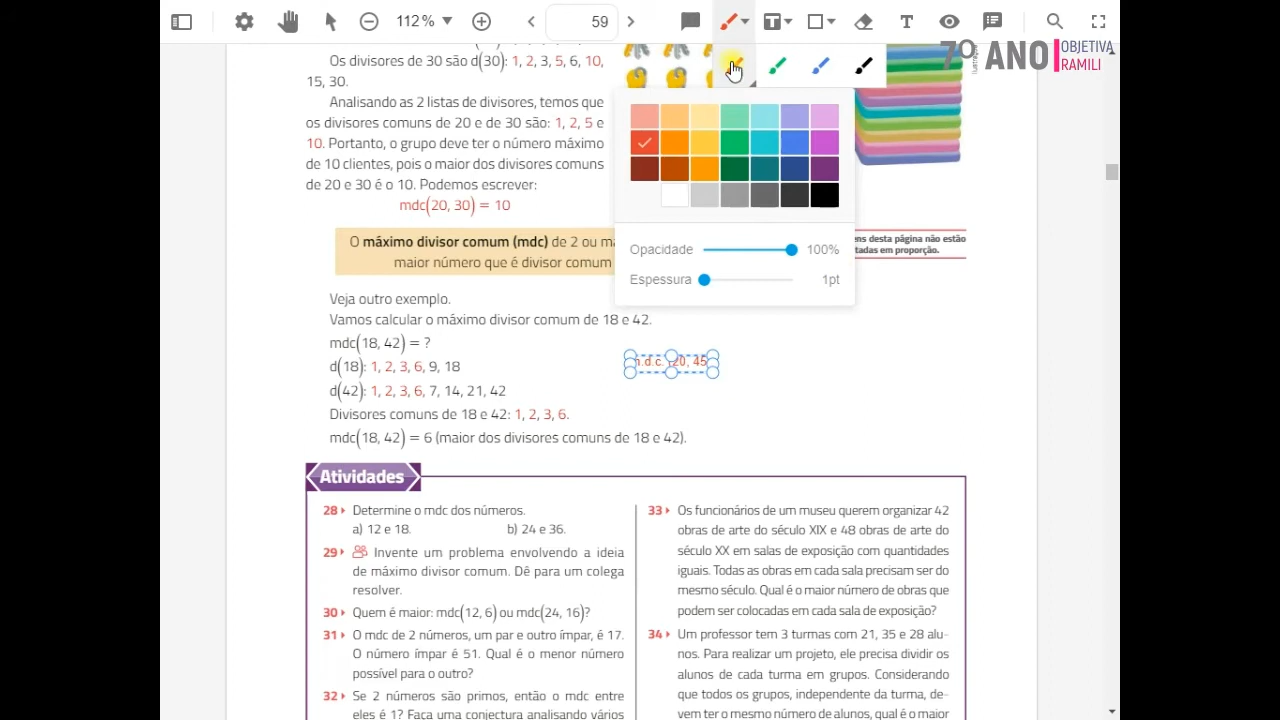 112 %
59
7º ANO OBJETIVA
RAMILI
Os divisores de 30 são d(30): 1, 2, 3, 5, 6, 10,
15, 30.
Analisando as 2 listas de divisores, temos que
os divisores comuns de 20 e de 30 são: 1, 2, 5 e
10. Portanto, o grupo deve ter o número máximo
de 10 clientes, pois o maior dos divisores comuns
de 20 e 30 é o 10. Podemos escrever:
mdc(20, 30) = 10
O máximo divisor comum (mdc) de 2 ou
maior número que é divisor comum
Opacidade 100%
Espessura 1pt
desta página não estão
em proporção.
Veja outro exemplo.
Vamos calcular o máximo divisor comum de 18 e 42.
mdc(18, 42) = ?
d(18): 1, 2, 3, 6, 9, 18
d(42): 1, 2, 3, 6, 7, 14, 21, 42
Divisores comuns de 18 e 42: 1, 2, 3, 6.
mdc(18, 42) = 6 (maior dos divisores comuns de 18 e 42).
.d.c. (20, 45
Atividades
28 Determine o mdc dos números.
a) 12 e 18. b) 24 e 36.
29 Invente um problema envolvendo a ideia
de máximo divisor comum. Dê para um colega
resolver.
30 Quem é maior: mdc(12, 6) ou mdc(24, 16)?
31 O mdc de 2 números, um par e outro ímpar, é 17.
O número ímpar é 51. Qual é o menor número
possível para o outro?
32 Se 2 números são primos, então o mdc entre
eles é 1? Faça uma conjectura analisando vários
33 Os funcionários de um museu querem organizar 42
obras de arte do século XIX e 48 obras de arte do
século XX em salas de exposição com quantidades
iguais. Todas as obras em cada sala precisam ser do
mesmo século. Qual é o maior número de obras que
podem ser colocadas em cada sala de exposição?
34 Um professor tem 3 turmas com 21, 35 e 28 alu-
nos. Para realizar um projeto, ele precisa dividir os
alunos de cada turma em grupos. Considerando
que todos os grupos, independente da turma, de-
vem ter o mesmo número de alunos, qual é o maior